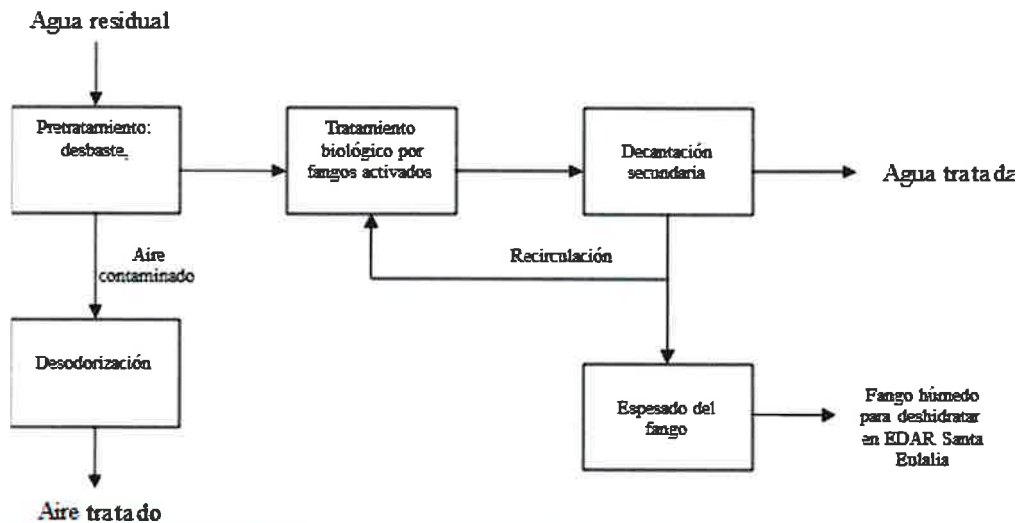 Agua residual
Pretratamiento:
desbaste,
Tratamiento
biológico por
fangos activados
Decantación
secundaria
Agua tratada
Aire
contaminado
Recirculación
Desodorización
Espesado del
fango
Fango húmedo
para deshidratar
en EDAR Santa
Eulalia
Aire tratado